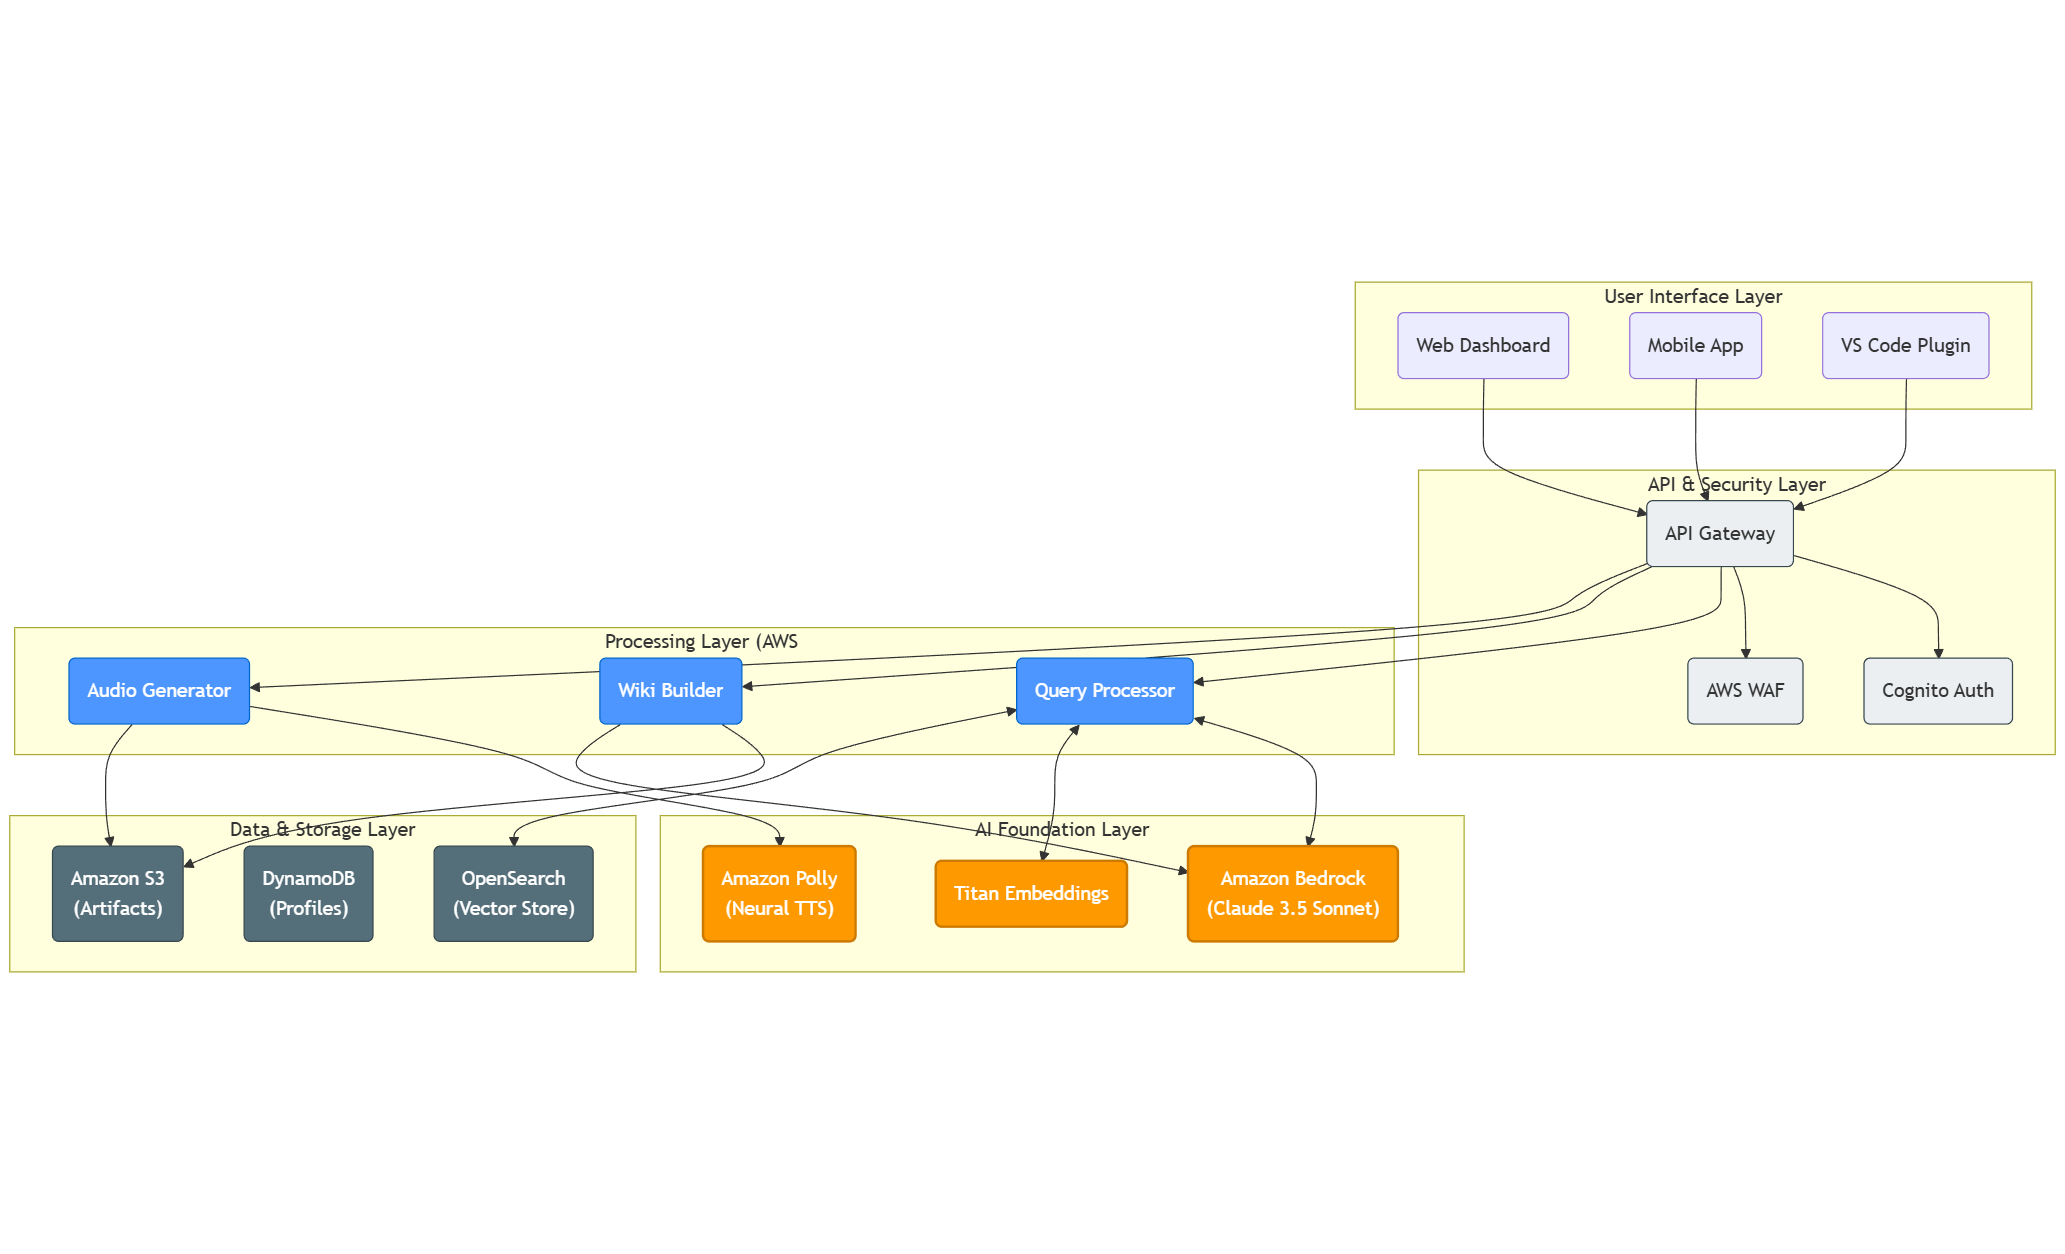 User Interface Layer
Web Dashboard
Mobile App
VS Code Plugin
API & Security Layer
API Gateway
Processing Layer (AWS
Audio Generator
Wiki Builder
Query Processor
AWS WAF
Cognito Auth
Data & Storage Layer
Amazon S3
(Artifacts)
DynamoDB
(Profiles)
OpenSearch
(Vector Store)
AI Foundation Layer
Amazon Polly
(Neural TTS)
Titan Embeddings
Amazon Bedrock
(Claude 3.5 Sonnet)